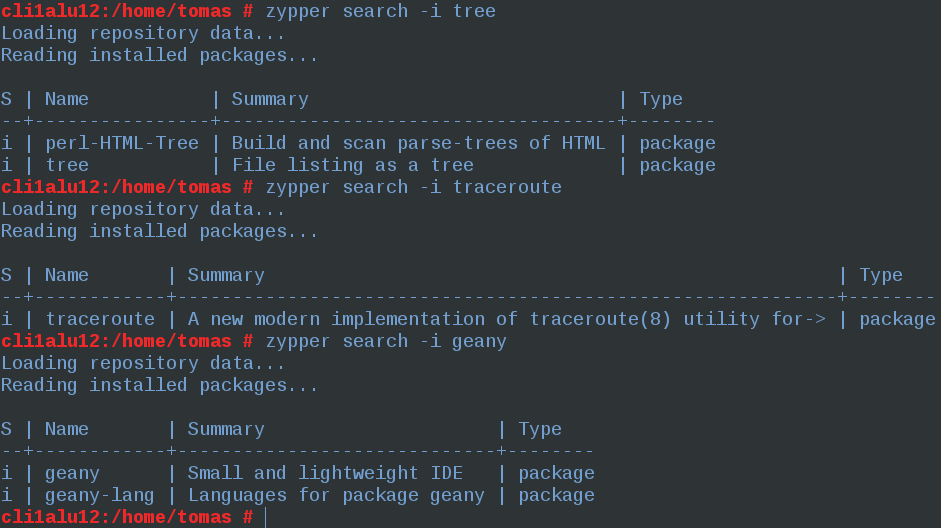 cli1alu12:/home/tomas # zypper search -i tree
Loading repository data...
Reading installed packages...
S | Name           | Summary                            | Type
--+----------------+------------------------------------+--------
i | perl-HTML-Tree | Build and scan parse-trees of HTML | package
i | tree           | File listing as a tree             | package
cli1alu12:/home/tomas # zypper search -i traceroute
Loading repository data...
Reading installed packages...
S | Name       | Summary                                                    | Type
--+------------+------------------------------------------------------------+--------
i | traceroute | A new modern implementation of traceroute(8) utility for-> | package
cli1alu12:/home/tomas # zypper search -i geany
Loading repository data...
Reading installed packages...
S | Name       | Summary                     | Type
--+------------+-----------------------------+--------
i | geany      | Small and lightweight IDE   | package
i | geany-lang | Languages for package geany | package
cli1alu12:/home/tomas #